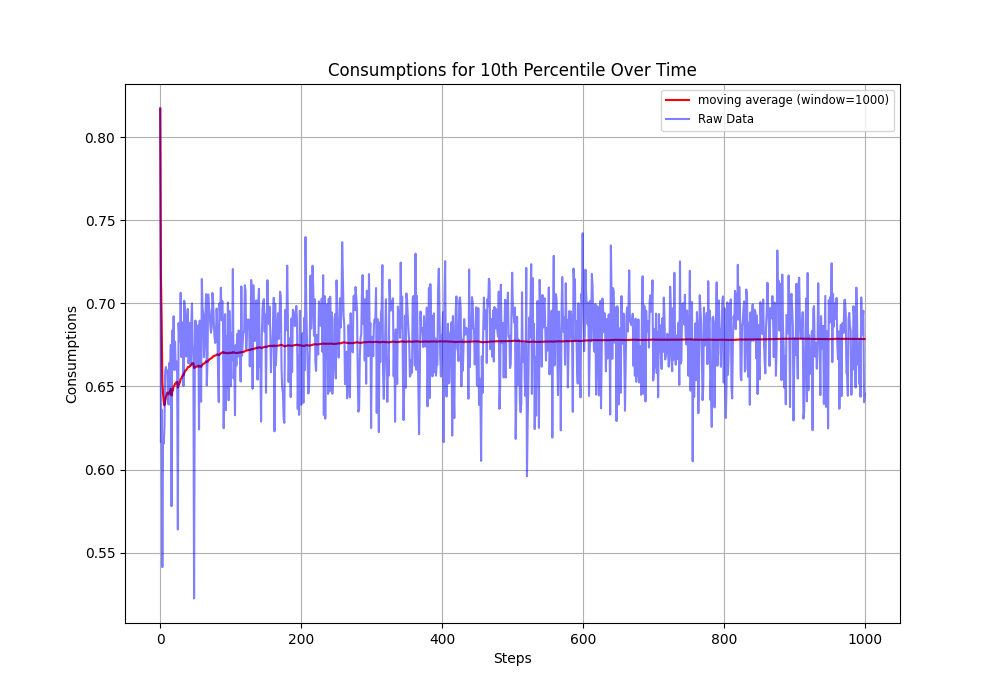 Consumptions for 10th Percentile Over Time
moving average (window=1000)
Raw Data
0.80
0.75
0.70
0.65
0.60
0.55
Consumptions
0
200
400
600
800
1000
Steps